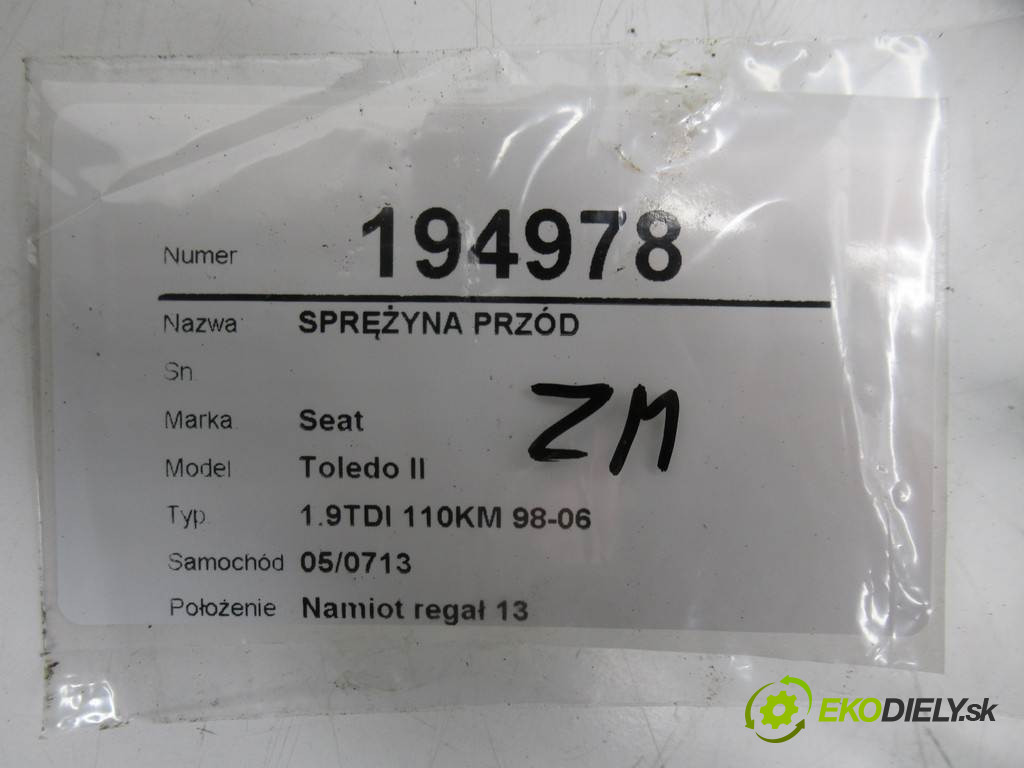 Numer 194978
Nazwa SPRĘŻYNA PRZÓD
Sn
Marka Seat
ZM
Model Toledo II
Typ 1.9TDI 110KM 98-06
Samochód 05/0713
Położenie Namiot regał 13
EKODIELY.sk